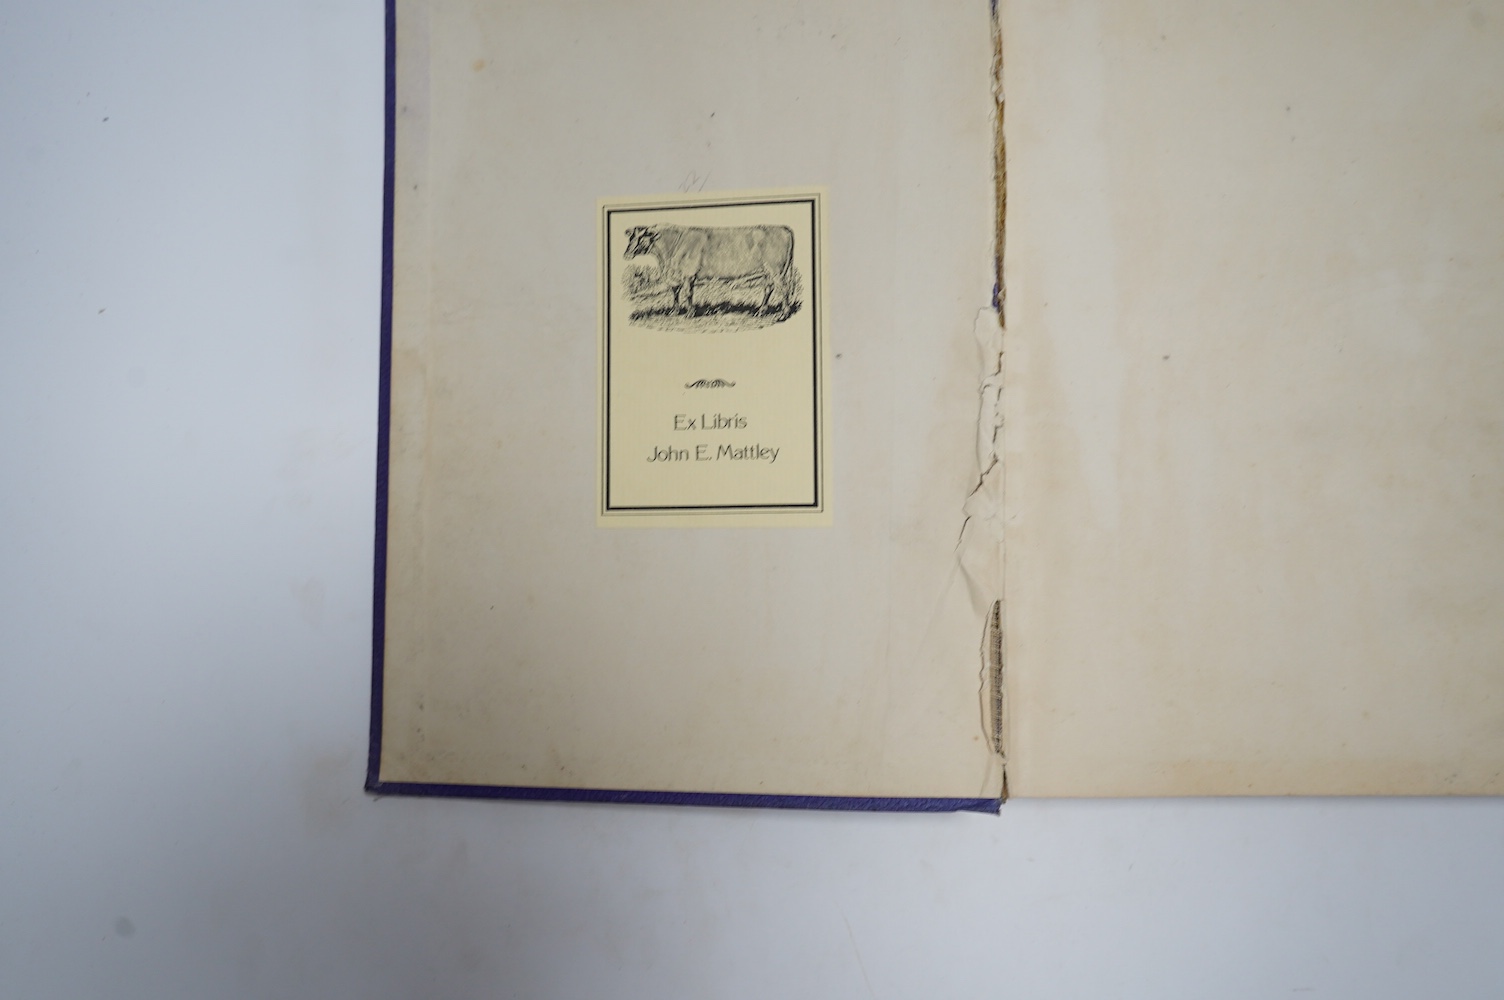 Ex Libris
John E. Mattley